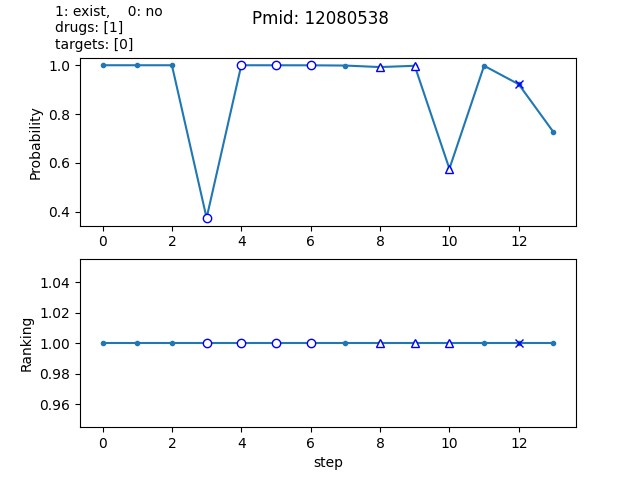 1: exist,    0: no
drugs: [1]
targets: [0]
Pmid: 12080538
Probability
1.0
0.8
0.6
0.4
0 2 4 6 8 10 12
Ranking
1.04
1.02
1.00
0.98
0.96
0 2 4 6 8 10 12
step